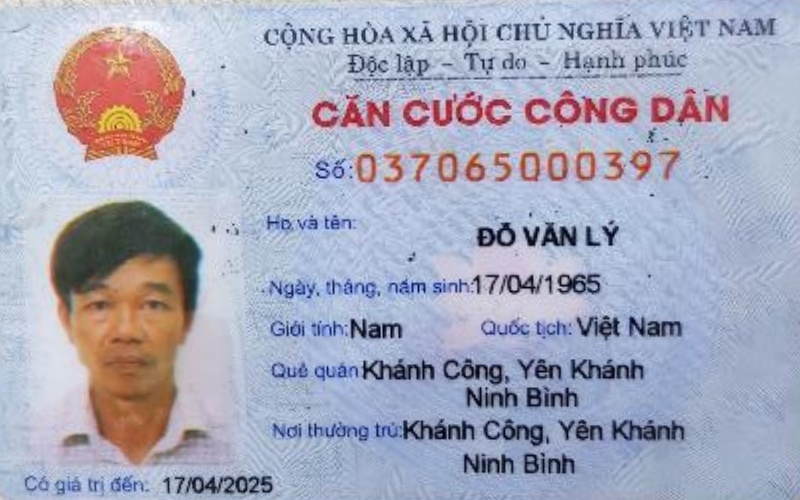 CỘNG HÒA XÃ HỘI CHỦ NGHĨA VIỆT NAM
Độc lập - Tự do - Hạnh phúc
CĂN CƯỚC CÔNG DÂN
Số: 037065000397
Họ và tên:
ĐỖ VĂN LÝ
Ngày, tháng, năm sinh: 17/04/1965
Giới tính: Nam Quốc tịch: Việt Nam
Quê quán: Khánh Công, Yên Khánh
Ninh Bình
Nơi thường trú: Khánh Công, Yên Khánh
Ninh Bình
Có giá trị đến: 17/04/2025